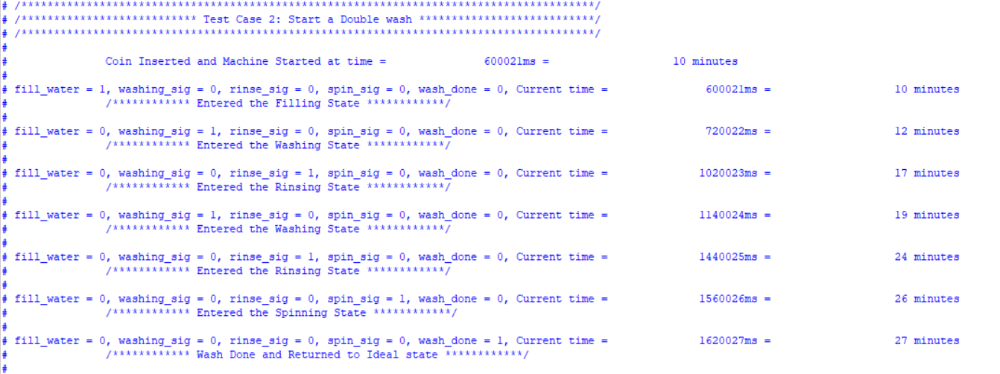 # /****************************************************************************************/
# /*************************** Test Case 2: Start a Double wash ***************************/
# /****************************************************************************************/
#
# Coin Inserted and Machine Started at time = 600021ms = 10 minutes
#
# fill_water = 1, washing_sig = 0, rinse_sig = 0, spin_sig = 0, wash_done = 0, Current time = 600021ms = 10 minutes
# /************ Entered the Filling State ************/
#
# fill_water = 0, washing_sig = 1, rinse_sig = 0, spin_sig = 0, wash_done = 0, Current time = 720022ms = 12 minutes
# /************ Entered the Washing State ************/
#
# fill_water = 0, washing_sig = 0, rinse_sig = 1, spin_sig = 0, wash_done = 0, Current time = 1020023ms = 17 minutes
# /************ Entered the Rinsing State ************/
#
# fill_water = 0, washing_sig = 1, rinse_sig = 0, spin_sig = 0, wash_done = 0, Current time = 1140024ms = 19 minutes
# /************ Entered the Washing State ************/
#
# fill_water = 0, washing_sig = 0, rinse_sig = 1, spin_sig = 0, wash_done = 0, Current time = 1440025ms = 24 minutes
# /************ Entered the Rinsing State ************/
#
# fill_water = 0, washing_sig = 0, rinse_sig = 0, spin_sig = 1, wash_done = 0, Current time = 1560026ms = 26 minutes
# /************ Entered the Spinning State ************/
#
# fill_water = 0, washing_sig = 0, rinse_sig = 0, spin_sig = 0, wash_done = 1, Current time = 1620027ms = 27 minutes
# /************ Wash Done and Returned to Ideal state ************/
#